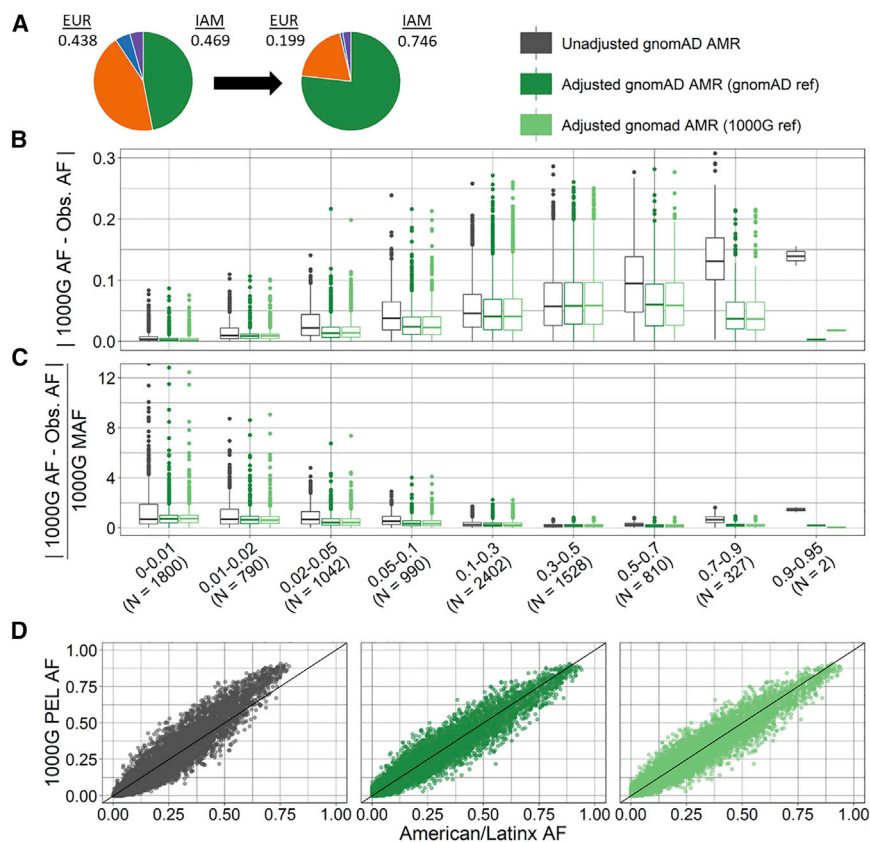 A
EUR
0.438
IAM
0.469
EUR
0.199
IAM
0.746
Unadjusted gnomAD AMR
Adjusted gnomAD AMR (gnomAD ref)
Adjusted gnomad AMR (1000G ref)
B
| 1000G AF - Obs. AF |
0.3
0.2
0.1
0.0
C
| 1000G AF - Obs. AF |
1000G MAF
12
8
4
0
0-0.01
(N = 1800)
0.01-0.02
(N = 790)
0.02-0.05
(N = 1042)
0.05-0.1
(N = 990)
0.1-0.3
(N = 2402)
0.3-0.5
(N = 1528)
0.5-0.7
(N = 810)
0.7-0.9
(N = 327)
0.9-0.95
(N = 2)
D
1000G PEL AF
1.00
0.75
0.50
0.25
0.00
0.00 0.25 0.50 0.75 1.00
0.00 0.25 0.50 0.75 1.00
0.00 0.25 0.50 0.75 1.00
American/Latinx AF